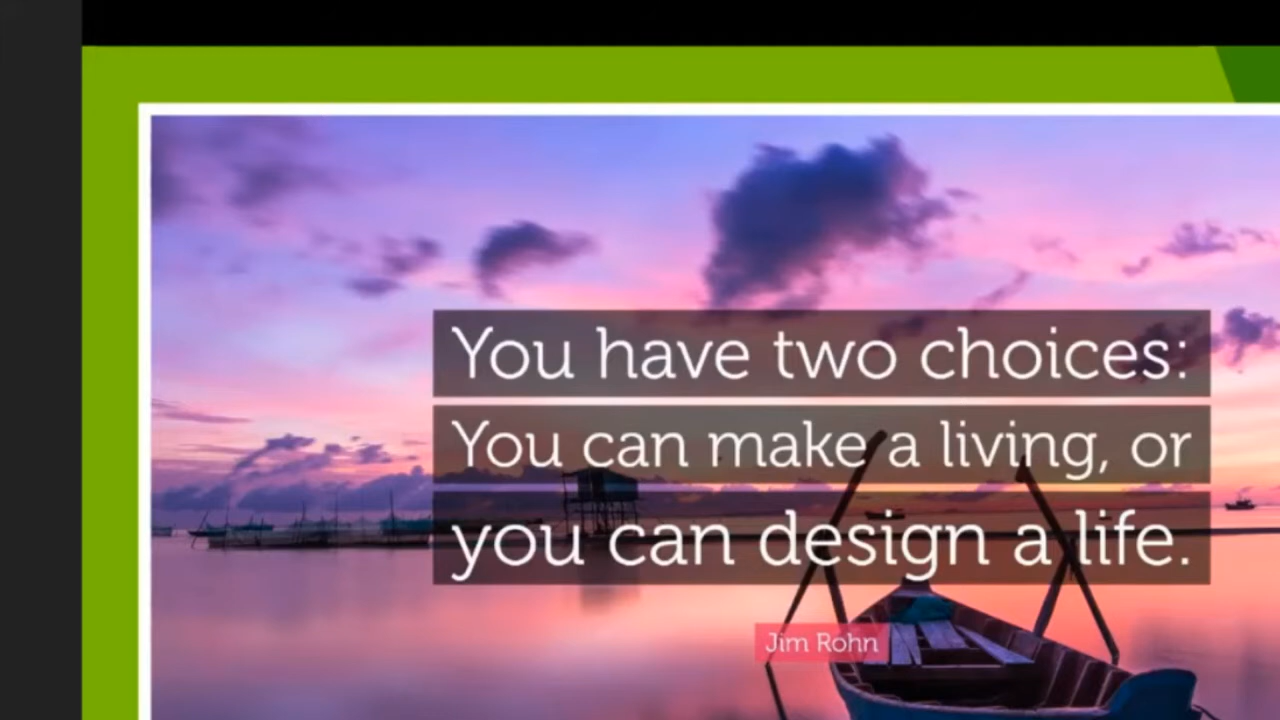 You have two choices:
You can make a living, or
you can design a life.
Jim Rohn